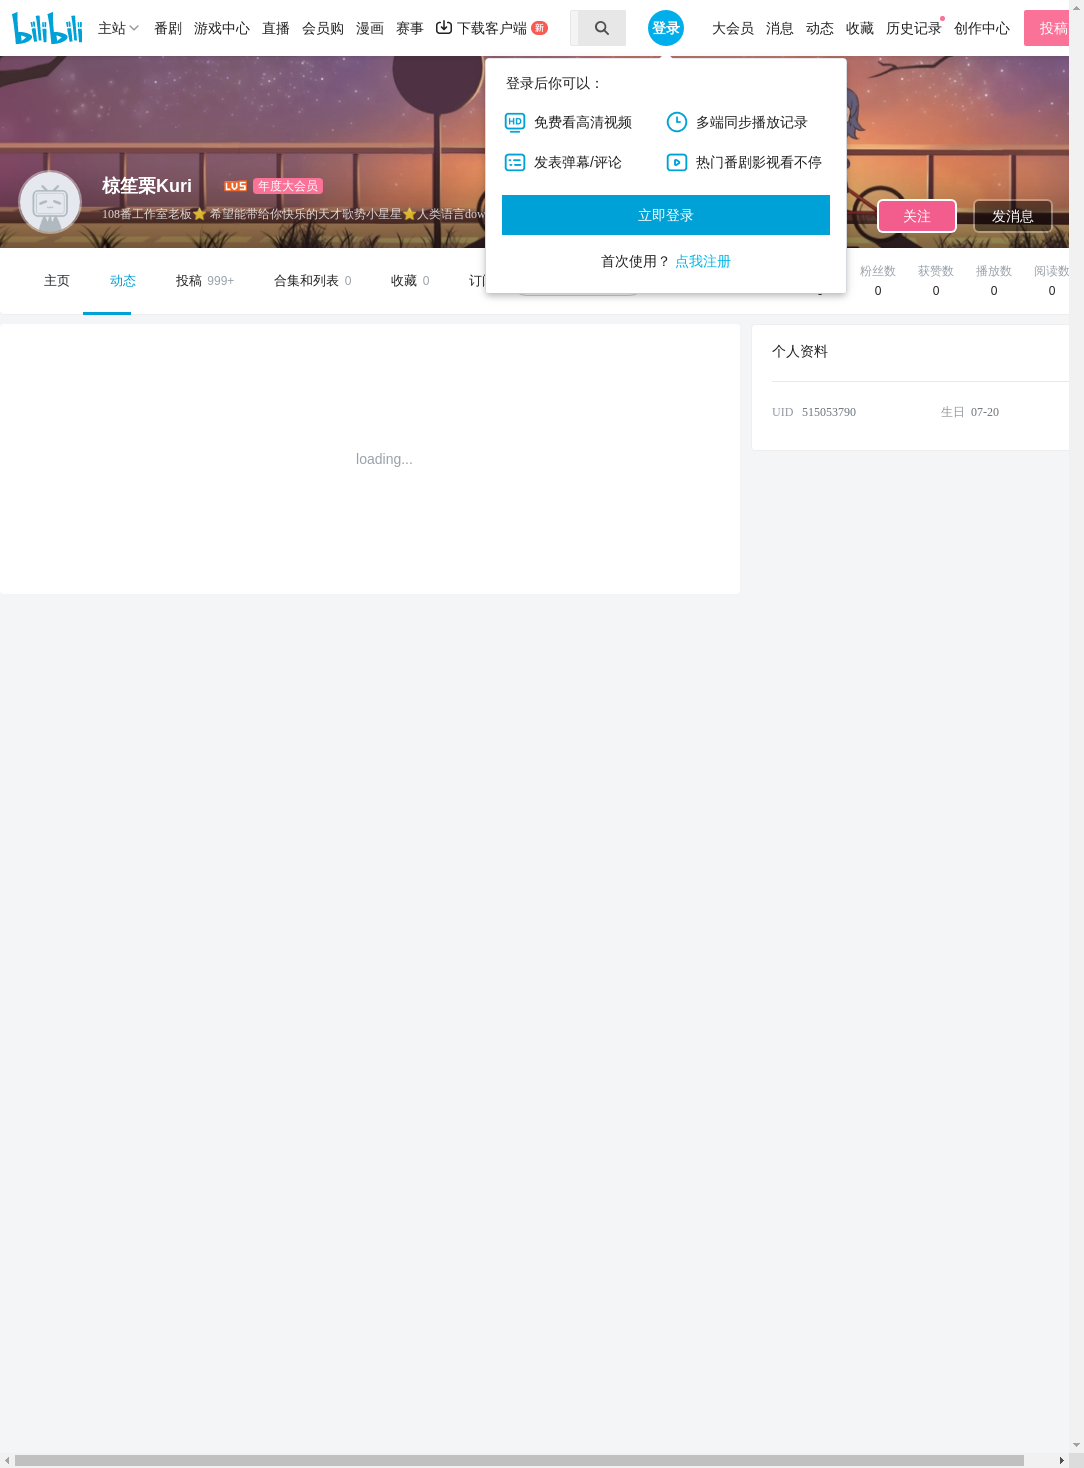 bilibili
主站 番剧 游戏中心 直播 会员购 漫画 赛事 下载客户端 新 登录 大会员 消息 动态 收藏 历史记录 创作中心 投稿
登录后你可以：
HD 免费看高清视频 多端同步播放记录
发表弹幕/评论 热门番剧影视看不停
立即登录
首次使用？ 点我注册
椋笙栗Kuri LV5 年度大会员
108番工作室老板⭐ 希望能带给你快乐的天才歌势小星星⭐人类语言dow
关注 发消息
主页 动态 投稿 999+ 合集和列表 0 收藏 0
粉丝数 获赞数 播放数 阅读数
0 0 0 0
loading...
个人资料
UID 515053790 生日 07-20